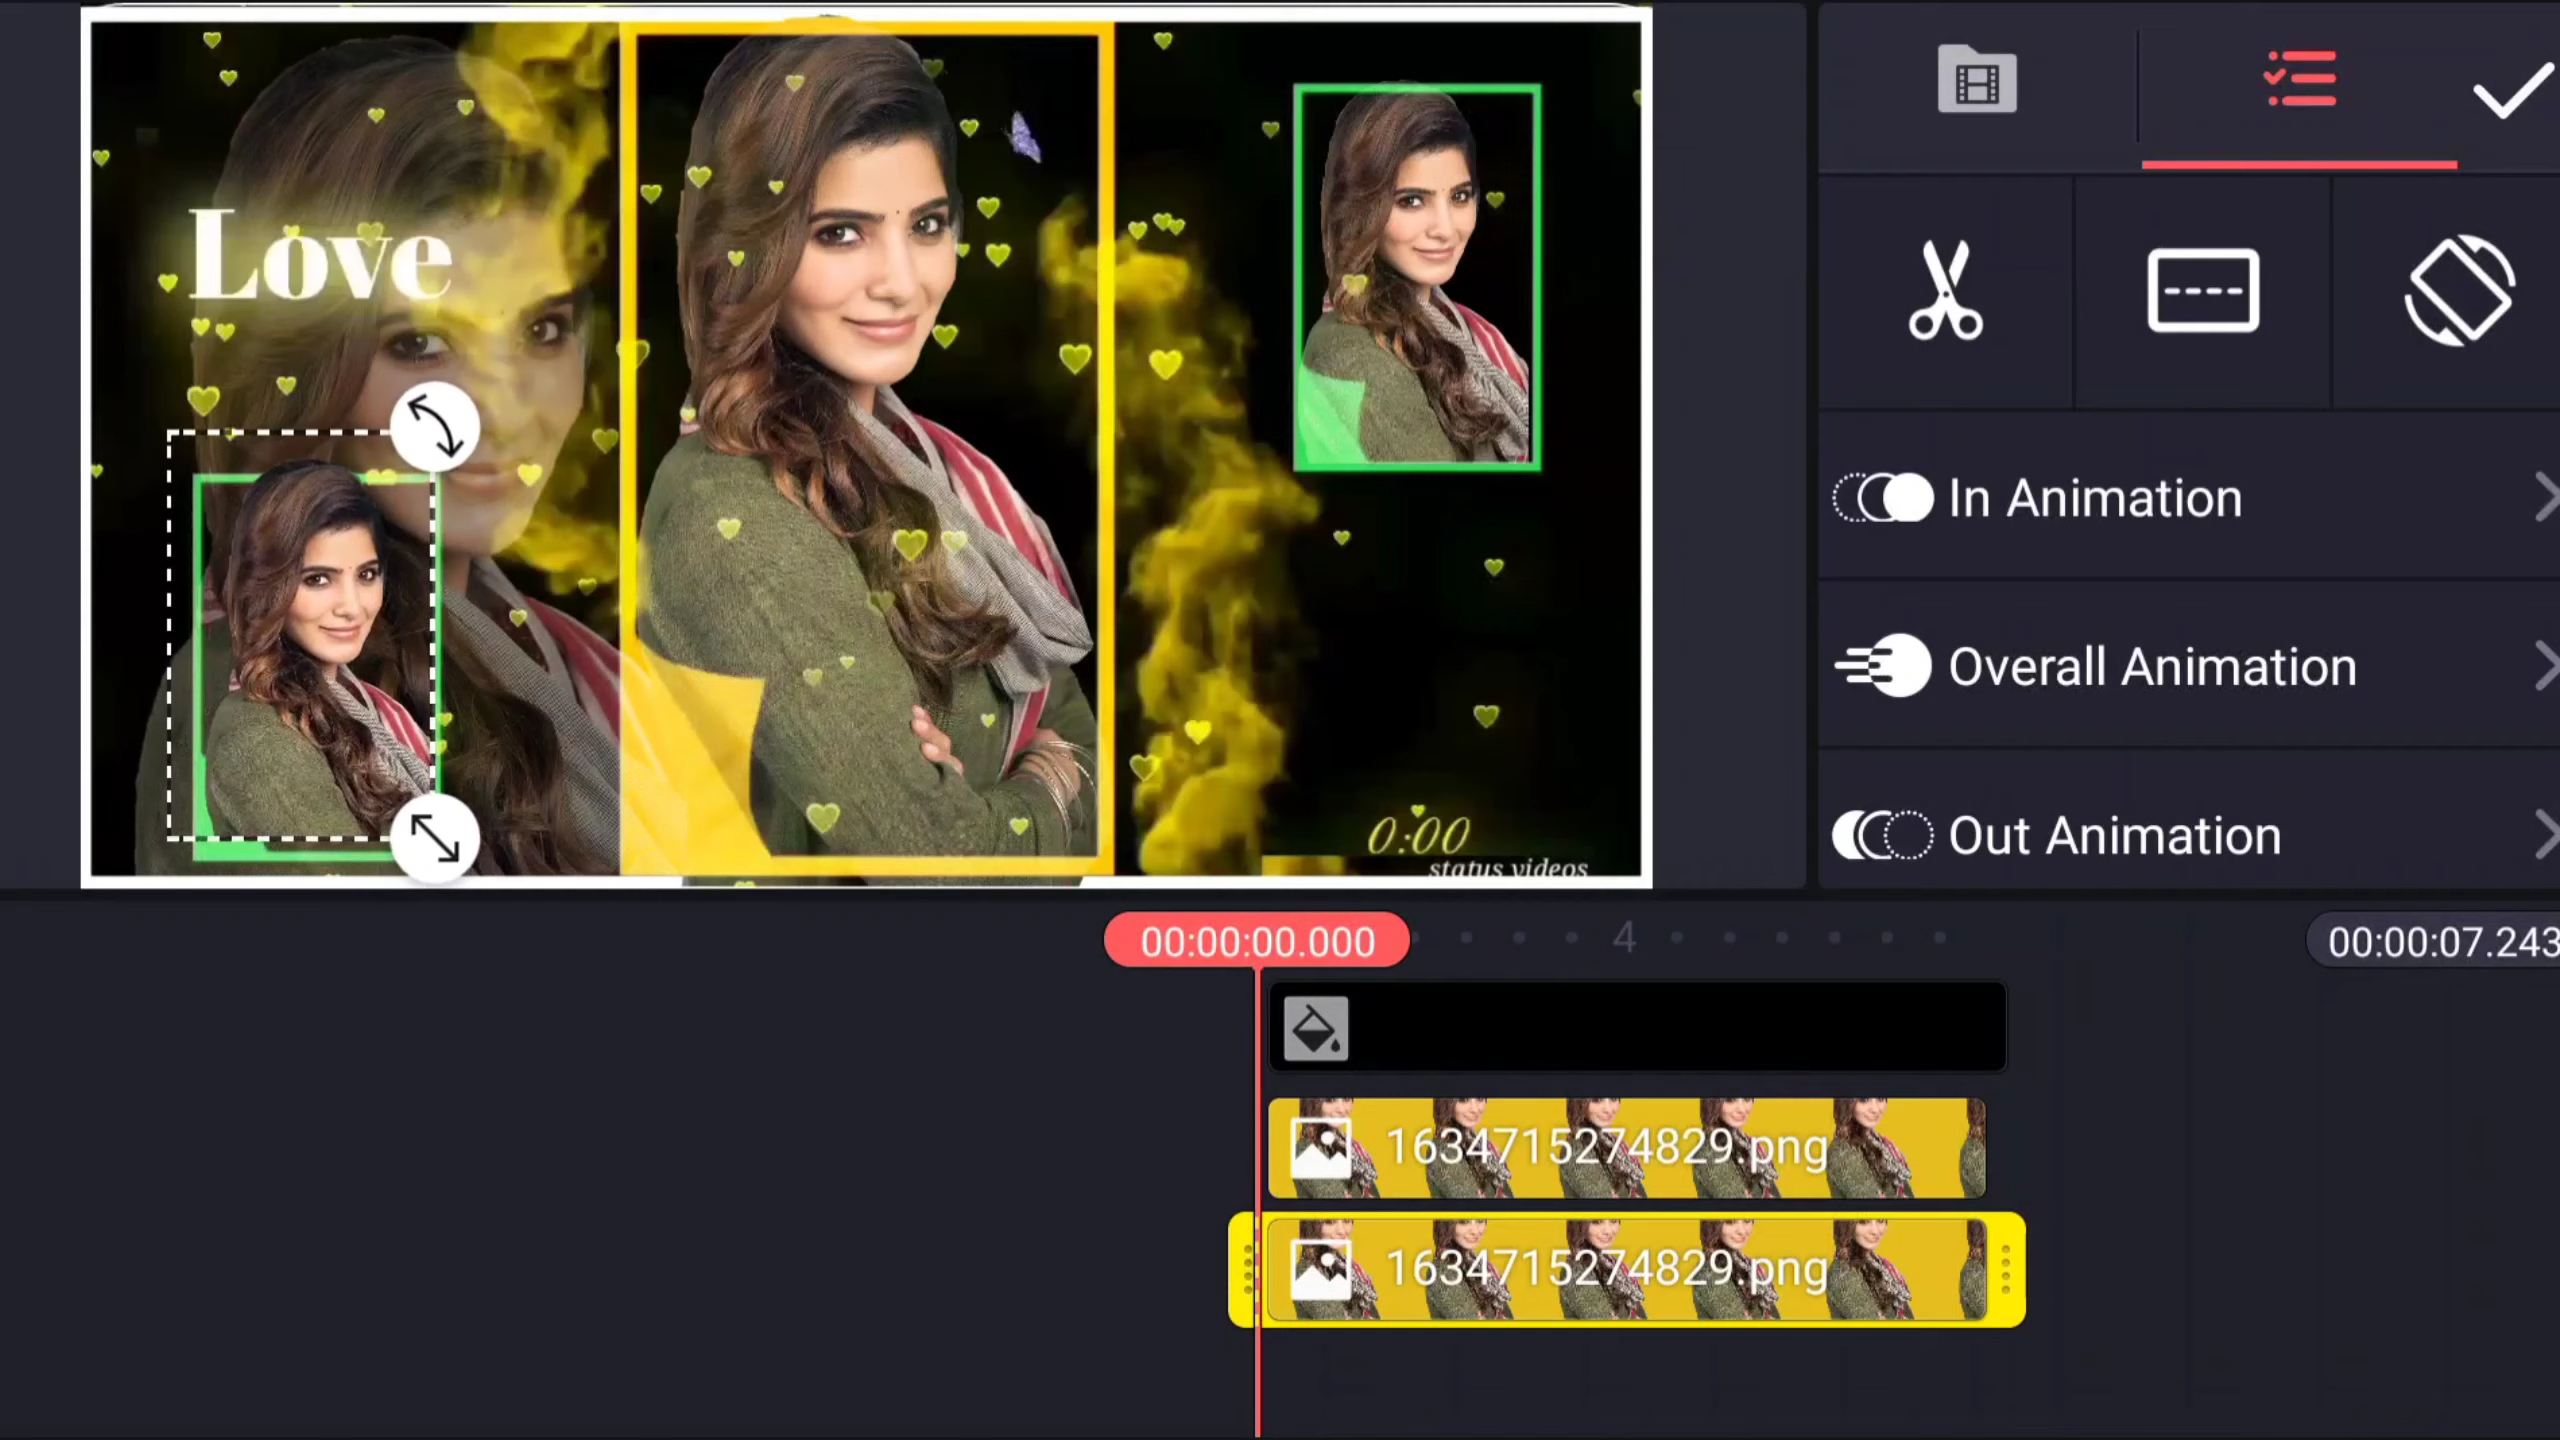 Love
0:00
status videos
In Animation
Overall Animation
Out Animation
00:00:00.000
4
00:00:07.243
1634715274829.png
1634715274829.png